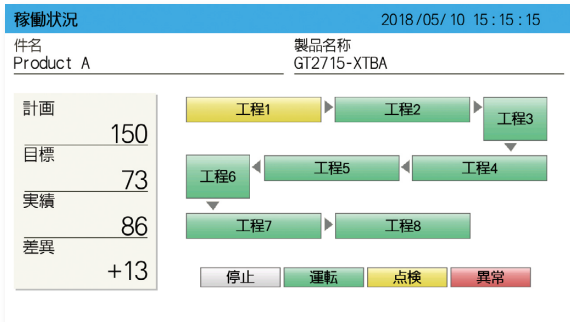 稼働状況 2018/05/10 15:15:15
件名 製品名称
Product A GT2715-XTBA
計画
150
目標
73
実績
86
差異
+13
工程1 工程2 工程3
工程6 工程5 工程4
工程7 工程8
停止 運転 点検 異常